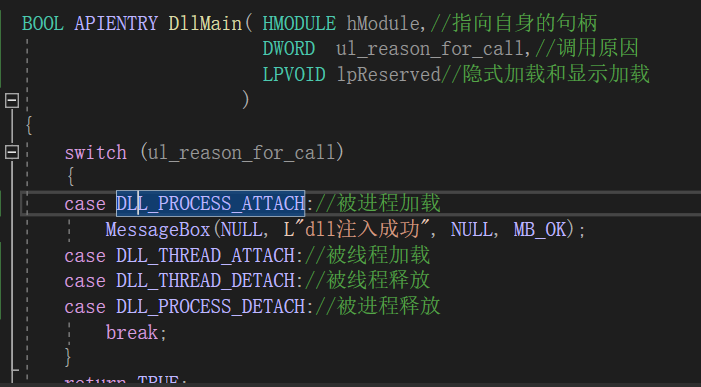 BOOL APIENTRY DllMain( HMODULE hModule,//指向自身的句柄
DWORD ul_reason_for_call,//调用原因
LPVOID lpReserved//隐式加载和显示加载
)
{
switch (ul_reason_for_call)
{
case DLL_PROCESS_ATTACH://被进程加载
MessageBox(NULL, L"dll注入成功", NULL, MB_OK);
case DLL_THREAD_ATTACH://被线程加载
case DLL_THREAD_DETACH://被线程释放
case DLL_PROCESS_DETACH://被进程释放
break;
}
return TRUE;